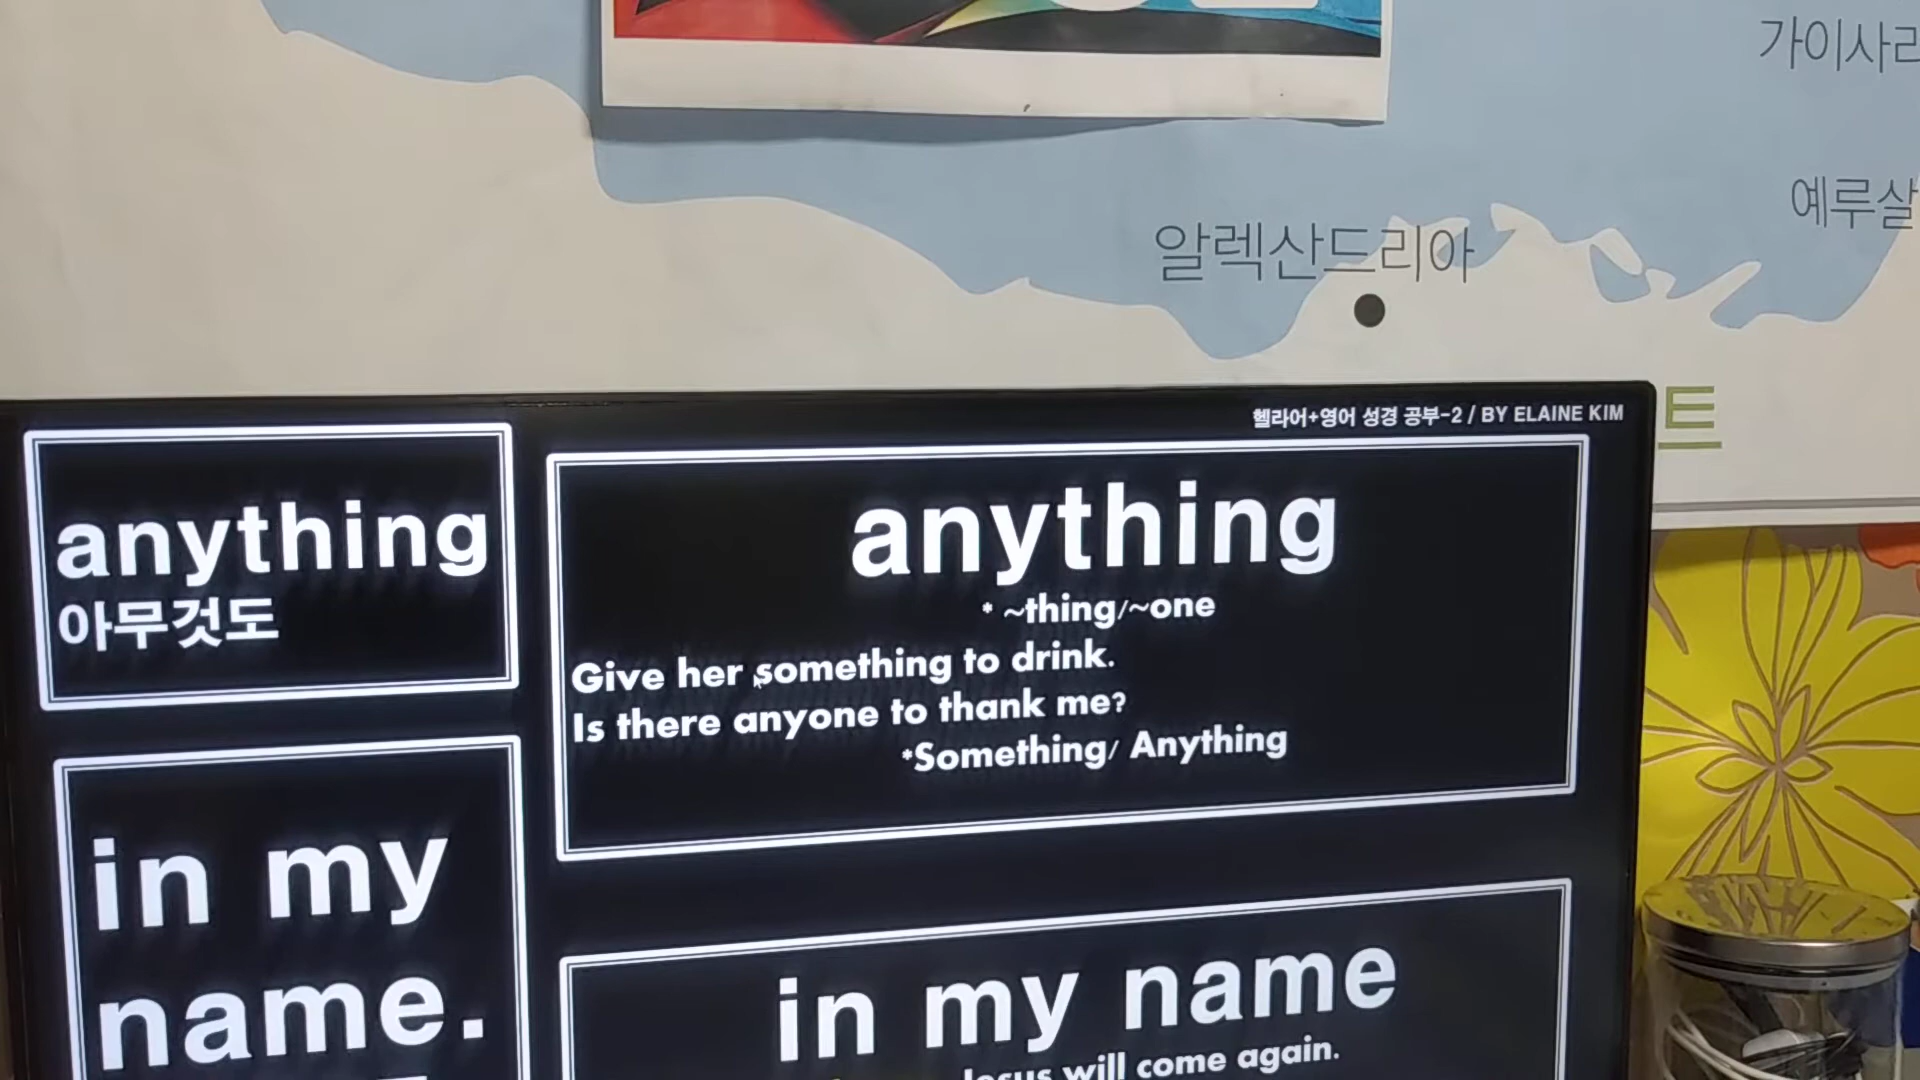 가이사리
예루살
알렉산드리아
트
헬라어+영어 성경 공부-2 / BY ELAINE KIM
anything
아무것도
anything
* ~thing/~one
Give her something to drink.
Is there anyone to thank me?
*Something/ Anything
in my
name.
in my name
Jesus will come again.